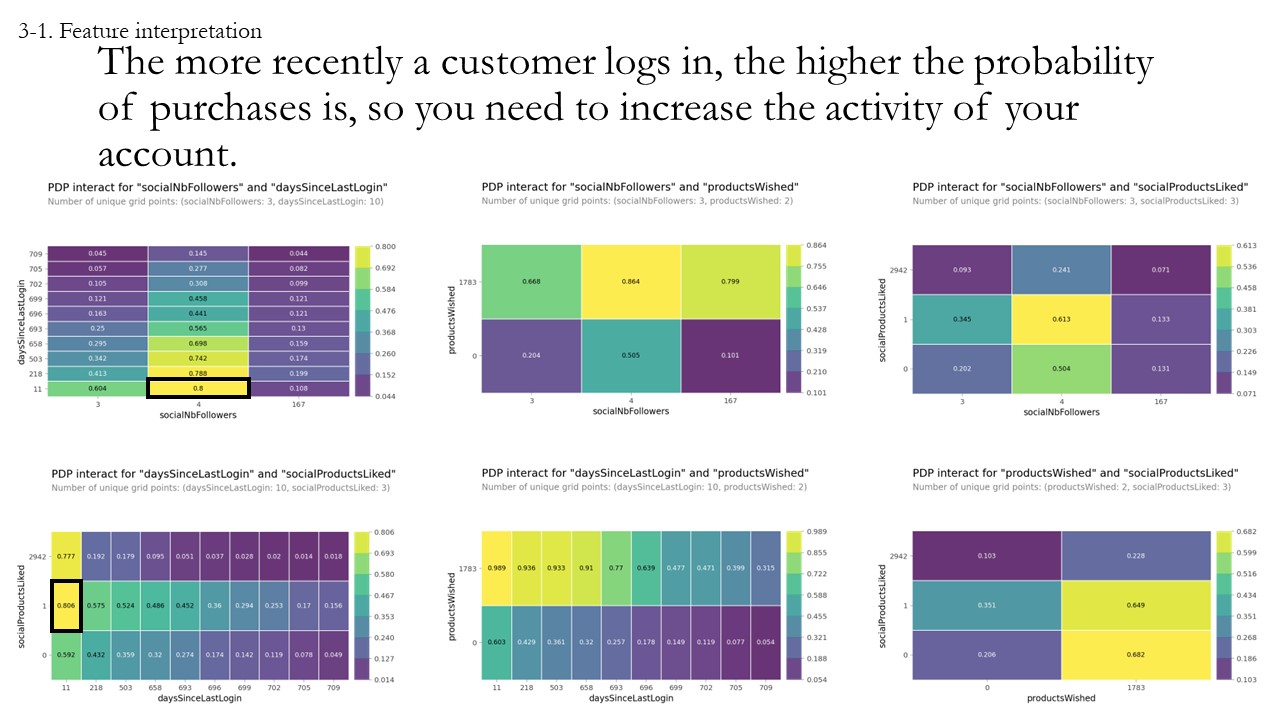 3-1. Feature interpretation
The more recently a customer logs in, the higher the probability
of purchases is, so you need to increase the activity of your
account.
PDP interact for "socialNbFollowers" and "daysSinceLastLogin"
Number of unique grid points: (socialNbFollowers: 3, daysSinceLastLogin: 10)
709 0.045 0.145 0.044
705 0.057 0.277 0.082
702 0.105 0.308 0.099
699 0.121 0.458 0.121
696 0.163 0.441 0.121
693 0.25 0.565 0.13
658 0.295 0.698 0.159
503 0.342 0.742 0.174
218 0.413 0.788 0.199
11 0.604 0.8 0.108
3 4 167
socialNbFollowers
daysSinceLastLogin
0.800
0.692
0.584
0.476
0.368
0.260
0.152
0.044
PDP interact for "socialNbFollowers" and "productsWished"
Number of unique grid points: (socialNbFollowers: 3, productsWished: 2)
1783 0.668 0.864 0.799
0 0.204 0.505 0.101
3 4 167
socialNbFollowers
productsWished
0.864
0.755
0.646
0.537
0.428
0.319
0.210
0.101
PDP interact for "socialNbFollowers" and "socialProductsLiked"
Number of unique grid points: (socialNbFollowers: 3, socialProductsLiked: 3)
2942 0.093 0.241 0.071
1 0.345 0.613 0.133
0 0.202 0.504 0.131
3 4 167
socialNbFollowers
socialProductsLiked
0.613
0.536
0.458
0.381
0.303
0.226
0.149
0.071
PDP interact for "daysSinceLastLogin" and "socialProductsLiked"
Number of unique grid points: (daysSinceLastLogin: 10, socialProductsLiked: 3)
2942 0.777 0.192 0.179 0.095 0.051 0.037 0.028 0.02 0.014 0.018
1 0.806 0.575 0.524 0.486 0.452 0.36 0.294 0.253 0.17 0.156
0 0.592 0.432 0.359 0.32 0.274 0.174 0.142 0.119 0.078 0.049
11 218 503 658 693 696 699 702 705 709
daysSinceLastLogin
socialProductsLiked
0.806
0.693
0.580
0.467
0.353
0.240
0.127
0.014
PDP interact for "daysSinceLastLogin" and "productsWished"
Number of unique grid points: (daysSinceLastLogin: 10, productsWished: 2)
1783 0.989 0.936 0.933 0.91 0.77 0.639 0.477 0.471 0.399 0.315
0 0.603 0.429 0.361 0.32 0.257 0.178 0.149 0.119 0.077 0.054
11 218 503 658 693 696 699 702 705 709
daysSinceLastLogin
productsWished
0.989
0.855
0.722
0.588
0.455
0.321
0.188
0.054
PDP interact for "productsWished" and "socialProductsLiked"
Number of unique grid points: (productsWished: 2, socialProductsLiked: 3)
2942 0.103 0.228
1 0.351 0.649
0 0.206 0.682
0 1783
productsWished
socialProductsLiked
0.682
0.599
0.516
0.434
0.351
0.268
0.186
0.103